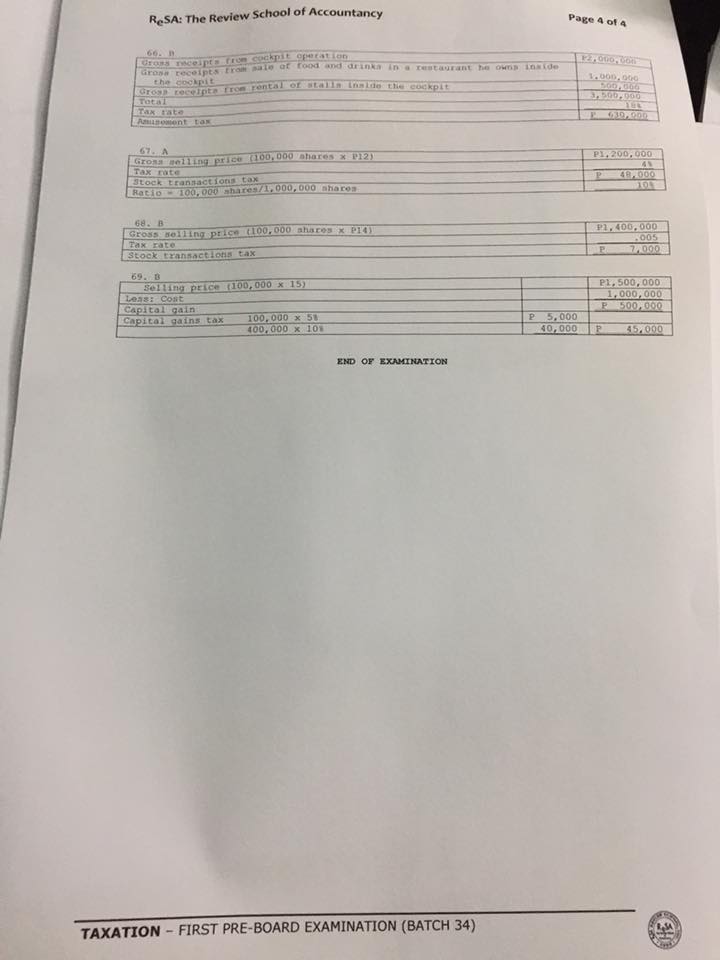 ReSA: The Review School of Accountancy
Page 4 of 4
66. B
Gross receipts from cockpit operation P2,000,000
Gross receipts from sale of food and drinks in a restaurant he owns inside
the cockpit 1,000,000
Gross receipts from rental of stalls inside the cockpit 500,000
Total 3,500,000
Tax rate 18%
Amusement tax P 630,000
67. A
Gross selling price (100,000 shares x P12) P1,200,000
Tax rate 4%
Stock transactions tax P 48,000
Ratio = 100,000 shares/1,000,000 shares 10%
68. B
Gross selling price (100,000 shares x P14) P1,400,000
Tax rate .005
Stock transactions tax P 7,000
69. B
Selling price (100,000 x 15) P1,500,000
Less: Cost 1,000,000
Capital gain P 500,000
Capital gains tax 100,000 x 5% P 5,000
400,000 x 10% 40,000 P 45,000
END OF EXAMINATION
TAXATION – FIRST PRE-BOARD EXAMINATION (BATCH 34)